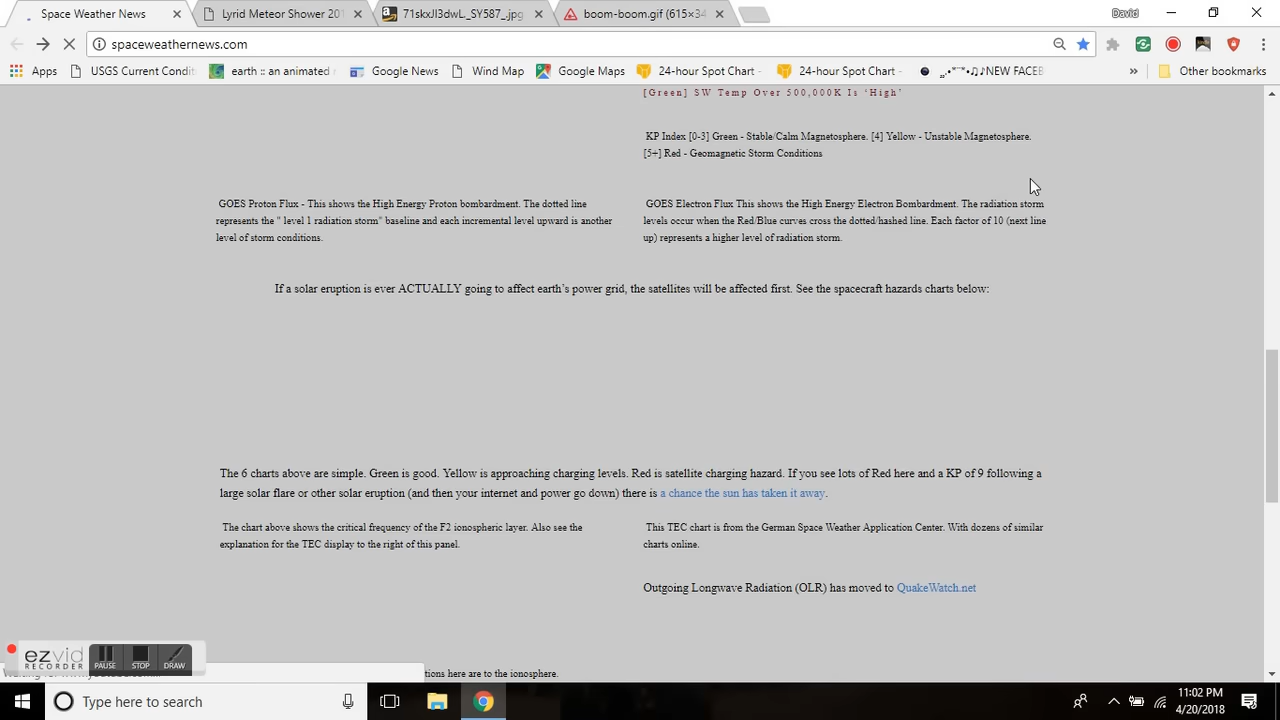 Space Weather News
Lyrid Meteor Shower 201
71skxJI3dwL._SY587_.jpg
boom-boom.gif (615×34
David
spaceweathernews.com
Apps
USGS Current Condit
earth :: an animated
Google News
Wind Map
Google Maps
24-hour Spot Chart -
24-hour Spot Chart -
NEW FACEB
»
Other bookmarks
[Green] SW Temp Over 500,000K Is ‘High’
KP Index [0-3] Green - Stable/Calm Magnetosphere. [4] Yellow - Unstable Magnetosphere.
[5+] Red - Geomagnetic Storm Conditions
GOES Proton Flux - This shows the High Energy Proton bombardment. The dotted line
represents the " level 1 radiation storm" baseline and each incremental level upward is another
level of storm conditions.
GOES Electron Flux This shows the High Energy Electron Bombardment. The radiation storm
levels occur when the Red/Blue curves cross the dotted/hashed line. Each factor of 10 (next line
up) represents a higher level of radiation storm.
If a solar eruption is ever ACTUALLY going to affect earth’s power grid, the satellites will be affected first. See the spacecraft hazards charts below:
The 6 charts above are simple. Green is good. Yellow is approaching charging levels. Red is satellite charging hazard. If you see lots of Red here and a KP of 9 following a
large solar flare or other solar eruption (and then your internet and power go down) there is a chance the sun has taken it away.
The chart above shows the critical frequency of the F2 ionospheric layer. Also see the
explanation for the TEC display to the right of this panel.
This TEC chart is from the German Space Weather Application Center. With dozens of similar
charts online.
Outgoing Longwave Radiation (OLR) has moved to QuakeWatch.net
ezvid
RECORDER
PAUSE
STOP
DRAW
tions here are to the ionosphere.
Type here to search
11:02 PM
4/20/2018